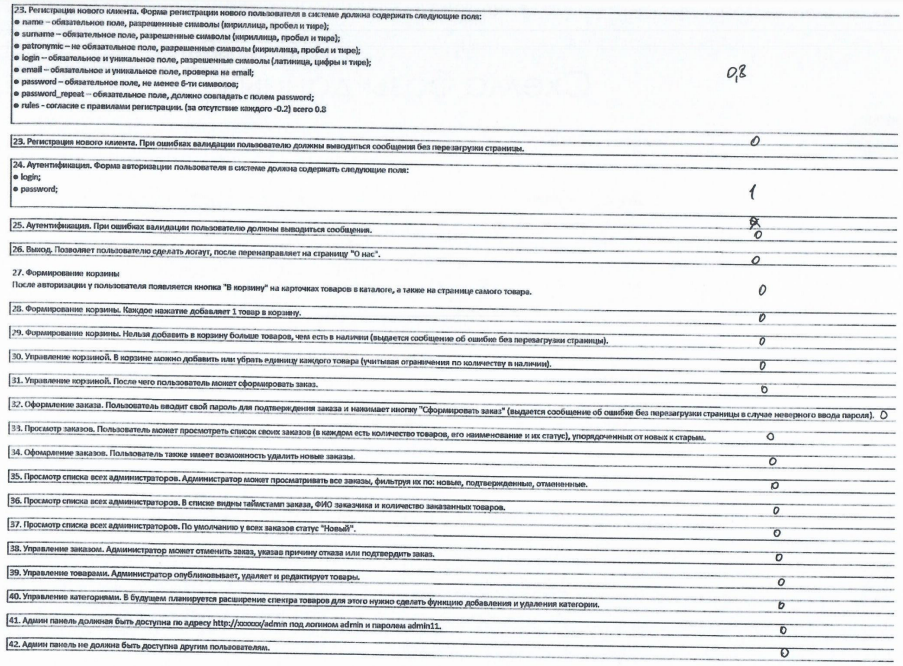 23. Регистрация нового клиента. Форма регистрации нового пользователя в системе должна содержать следующие поля:
● name – обязательное поле, разрешенные символы (кириллица, пробел и тире);
● surname – обязательное поле, разрешенные символы (кириллица, пробел и тире);
● patronymic – не обязательное поле, разрешенные символы (кириллица, пробел и тире);
● login – обязательное и уникальное поле, разрешенные символы (латиница, цифры и тире);
● email – обязательное и уникальное поле, проверка на email;
● password – обязательное поле, не менее 6-ти символов;
● password_repeat – обязательное поле, должно совпадать с полем password;
● rules - согласие с правилами регистрации. (за отсутствие каждого -0.2) всего 0.8
0,8
23. Регистрация нового клиента. При ошибках валидации пользователю должны выводиться сообщения без перезагрузки страницы. 0
24. Аутентификация. Форма авторизации пользователя в системе должна содержать следующие поля:
● login;
● password;
1
25. Аутентификация. При ошибках валидации пользователю должны выводиться сообщения. 0
26. Выход. Позволяет пользователю сделать логаут, после перенаправляет на страницу "О нас". 0
27. Формирование корзины
После авторизации у пользователя появляется кнопка "В корзину" на карточках товаров в каталоге, а также на странице самого товара. 0
28. Формирование корзины. Каждое нажатие добавляет 1 товар в корзину. 0
29. Формирование корзины. Нельзя добавить в корзину больше товаров, чем есть в наличии (выдается сообщение об ошибке без перезагрузки страницы). 0
30. Управление корзиной. В корзине можно добавить или убрать единицу каждого товара (учитывая ограничения по количеству в наличии). 0
31. Управление корзиной. После чего пользователь может сформировать заказ. 0
32. Оформление заказа. Пользователь вводит свой пароль для подтверждения заказа и нажимает кнопку "Сформировать заказ" (выдается сообщение об ошибке без перезагрузки страницы в случае неверного ввода пароля). 0
33. Просмотр заказов. Пользователь может просмотреть список своих заказов (в каждом есть количество товаров, его наименование и их статус), упорядоченных от новых к старым. 0
34. Офомрдение заказов. Пользователь также имеет возможность удалить новые заказы. 0
35. Просмотр списка всех администраторов. Администратор может просматривать все заказы, фильтруя их по: новые, подтвержденные, отмененные. 0
36. Просмотр списка всех администраторов. В списке видны таймстамп заказа, ФИО заказчика и количество заказанных товаров. 0
37. Просмотр списка всех администраторов. По умолчанию у всех заказов статус "Новый". 0
38. Управление заказом. Администратор может отменить заказ, указав причину отказа или подтвердить заказ. 0
39. Управление товарами. Администратор опубликовывает, удаляет и редактирует товары. 0
40. Управление категориями. В будущем планируется расширение спектра товаров для этого нужно сделать функцию добавления и удаления категории. 0
41. Админ панель должная быть доступна по адресу http://xxxxxx/admin под логином admin и паролем admin11. 0
42. Админ панель не должна быть доступна другим пользователям. 0